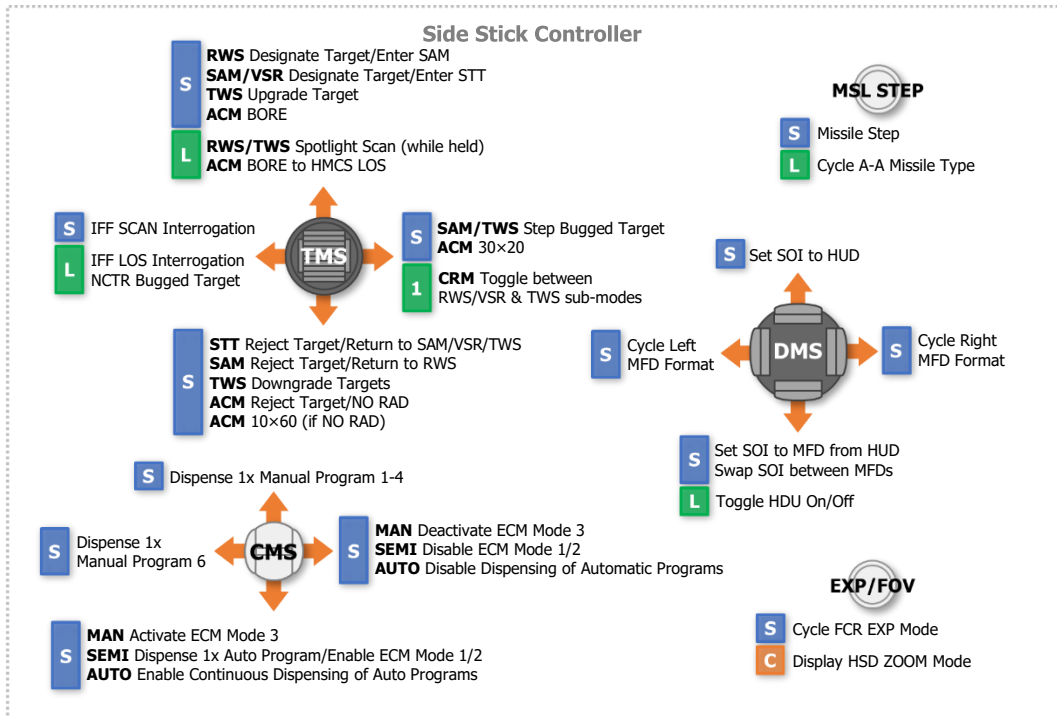 Side Stick Controller
S
RWS Designate Target/Enter SAM
SAM/VSR Designate Target/Enter STT
TWS Upgrade Target
ACM BORE
L
RWS/TWS Spotlight Scan (while held)
ACM BORE to HMCS LOS
S
IFF SCAN Interrogation
L
IFF LOS Interrogation
NCTR Bugged Target
TMS
S
SAM/TWS Step Bugged Target
ACM 30×20
1
CRM Toggle between
RWS/VSR & TWS sub-modes
S
STT Reject Target/Return to SAM/VSR/TWS
SAM Reject Target/Return to RWS
TWS Downgrade Targets
ACM Reject Target/NO RAD
ACM 10×60 (if NO RAD)
MSL STEP
S
Missile Step
L
Cycle A-A Missile Type
S
Set SOI to HUD
S
Cycle Left
MFD Format
DMS
S
Cycle Right
MFD Format
S
Set SOI to MFD from HUD
Swap SOI between MFDs
L
Toggle HDU On/Off
S
Dispense 1x Manual Program 1-4
S
Dispense 1x
Manual Program 6
CMS
S
MAN Deactivate ECM Mode 3
SEMI Disable ECM Mode 1/2
AUTO Disable Dispensing of Automatic Programs
S
MAN Activate ECM Mode 3
SEMI Dispense 1x Auto Program/Enable ECM Mode 1/2
AUTO Enable Continuous Dispensing of Auto Programs
EXP/FOV
S
Cycle FCR EXP Mode
C
Display HSD ZOOM Mode